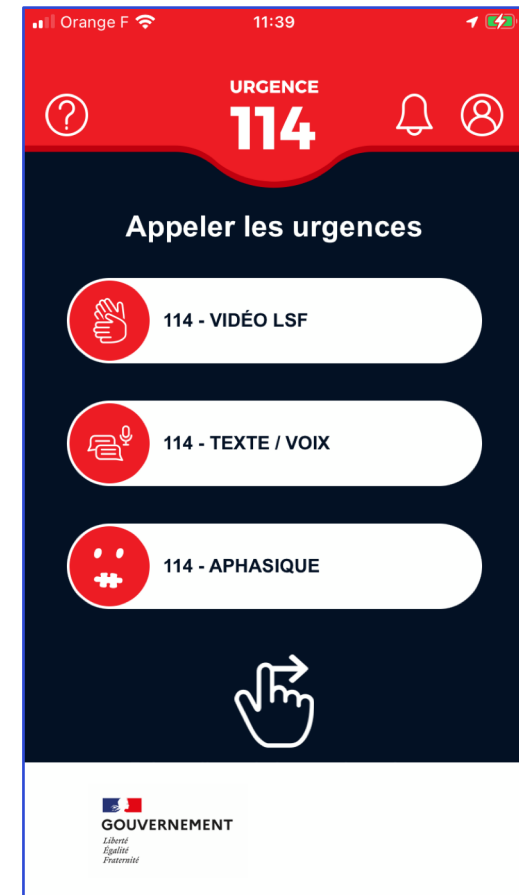 Orange F 11:39
URGENCE
114
Appeler les urgences
114 - VIDÉO LSF
114 - TEXTE / VOIX
114 - APHASIQUE
GOUVERNEMENT
Liberté
Égalité
Fraternité